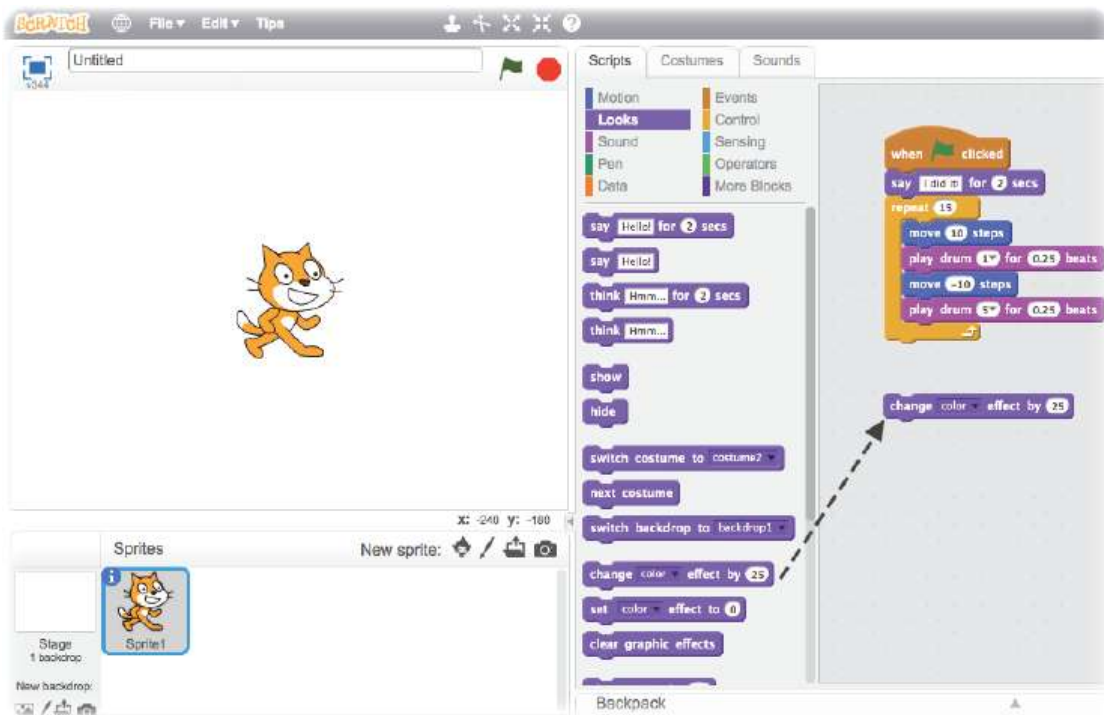 SCRATCH File Edit Tips
v344 Untitled
x: -240 y: -180
Sprites New sprite:
Sprite1
Stage
1 backdrop
New backdrop:
Scripts Costumes Sounds
Motion Events
Looks Control
Sound Sensing
Pen Operators
Data More Blocks
say Hello! for 2 secs
say Hello!
think Hmm... for 2 secs
think Hmm...
show
hide
switch costume to costume2
next costume
switch backdrop to backdrop1
change color effect by 25
set color effect to 0
clear graphic effects
when clicked
say I did it! for 2 secs
repeat 15
move 10 steps
play drum 1 for 0.25 beats
move -10 steps
play drum 5 for 0.25 beats
change color effect by 25
Backpack